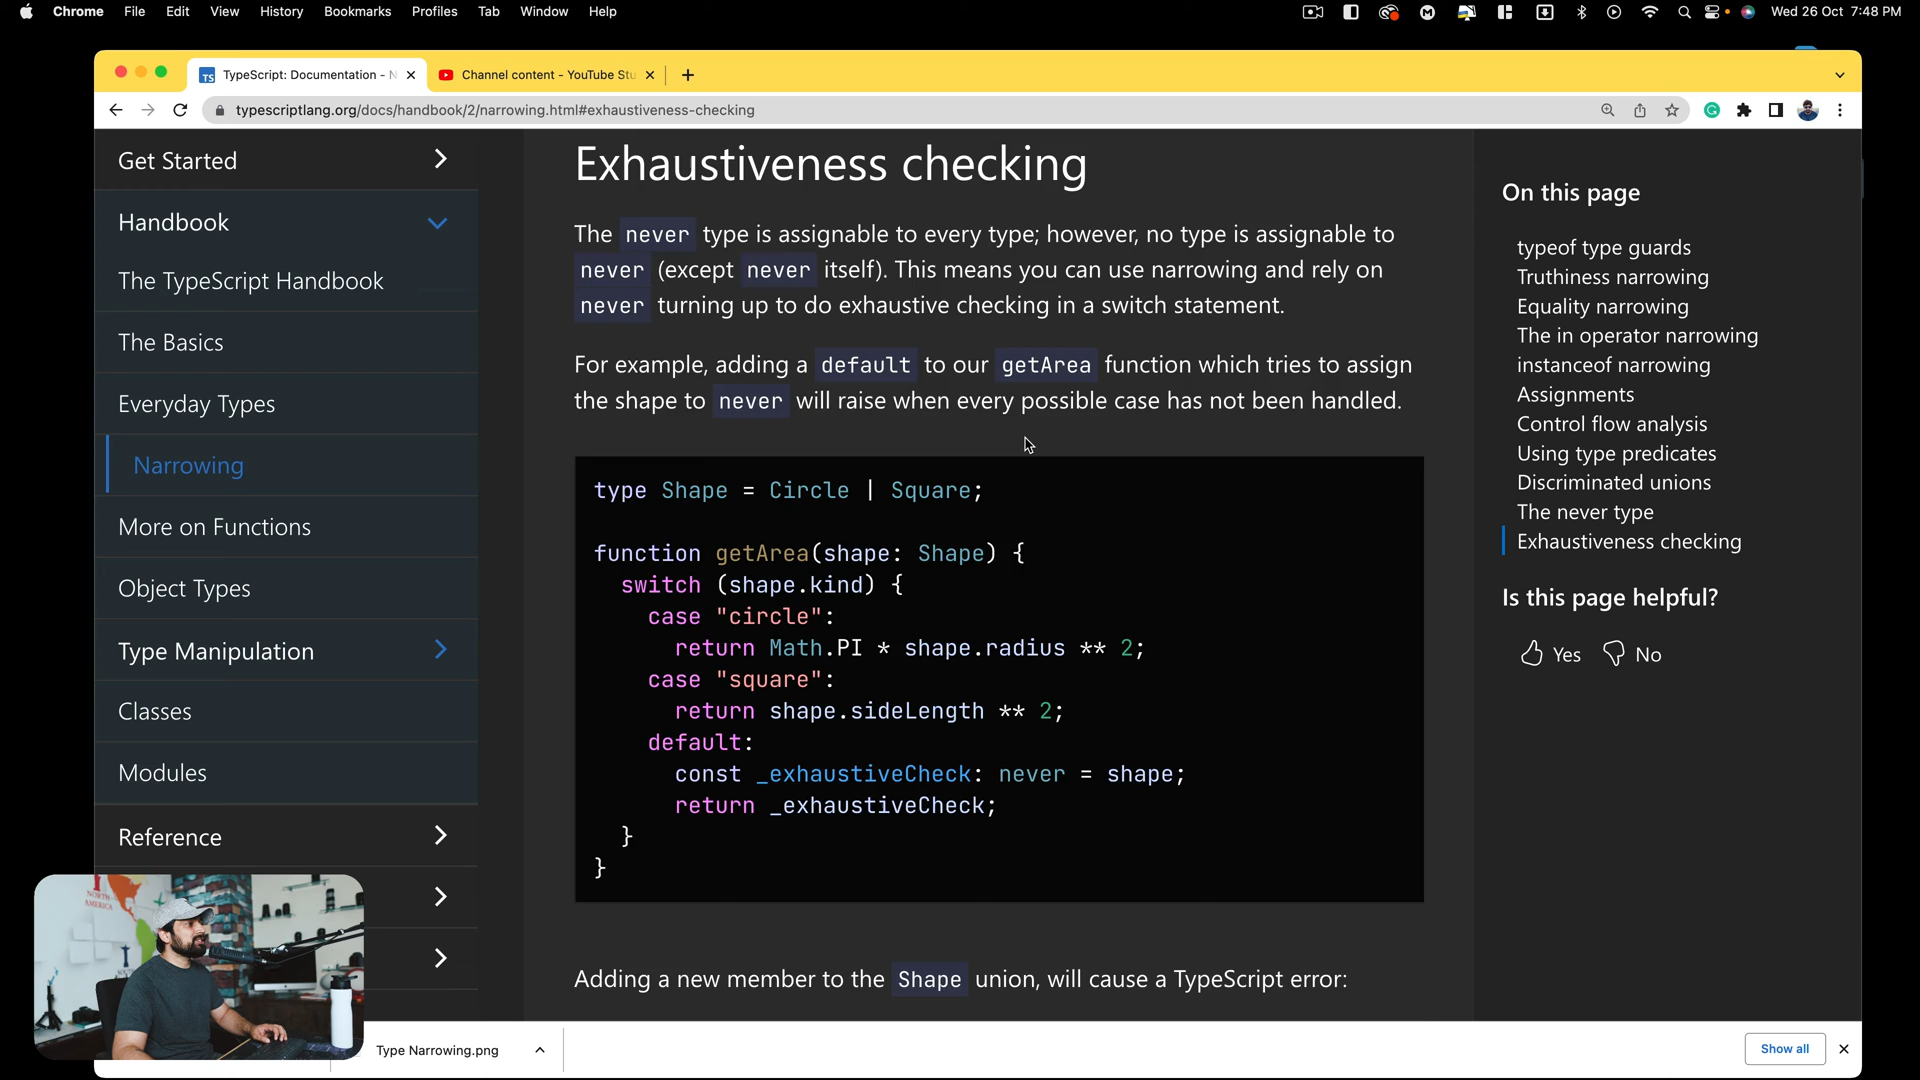 Chrome File Edit View History Bookmarks Profiles Tab Window Help
Wed 26 Oct 7:48 PM
TypeScript: Documentation - N
Channel content - YouTube Stu
typescriptlang.org/docs/handbook/2/narrowing.html#exhaustiveness-checking
Get Started
Handbook
The TypeScript Handbook
The Basics
Everyday Types
Narrowing
More on Functions
Object Types
Type Manipulation
Classes
Modules
Reference
Exhaustiveness checking
The never type is assignable to every type; however, no type is assignable to
never (except never itself). This means you can use narrowing and rely on
never turning up to do exhaustive checking in a switch statement.
For example, adding a default to our getArea function which tries to assign
the shape to never will raise when every possible case has not been handled.
type Shape = Circle | Square;
function getArea(shape: Shape) {
switch (shape.kind) {
case "circle":
return Math.PI * shape.radius ** 2;
case "square":
return shape.sideLength ** 2;
default:
const _exhaustiveCheck: never = shape;
return _exhaustiveCheck;
}
}
Adding a new member to the Shape union, will cause a TypeScript error:
On this page
typeof type guards
Truthiness narrowing
Equality narrowing
The in operator narrowing
instanceof narrowing
Assignments
Control flow analysis
Using type predicates
Discriminated unions
The never type
Exhaustiveness checking
Is this page helpful?
Yes No
NORTH
AMERICA
Type Narrowing.png
Show all